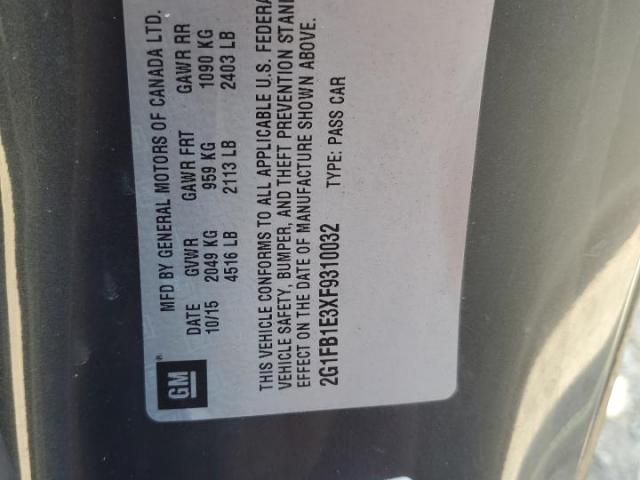 MFD BY GENERAL MOTORS OF CANADA LTD.
DATE GVWR GAWR FRT GAWR RR
10/15 2049 KG 959 KG 1090 KG
4516 LB 2113 LB 2403 LB
THIS VEHICLE CONFORMS TO ALL APPLICABLE U.S. FEDERA
VEHICLE SAFETY, BUMPER, AND THEFT PREVENTION STAN
EFFECT ON THE DATE OF MANUFACTURE SHOWN ABOVE.
2G1FB1E3XF9310032 TYPE: PASS CAR
GM